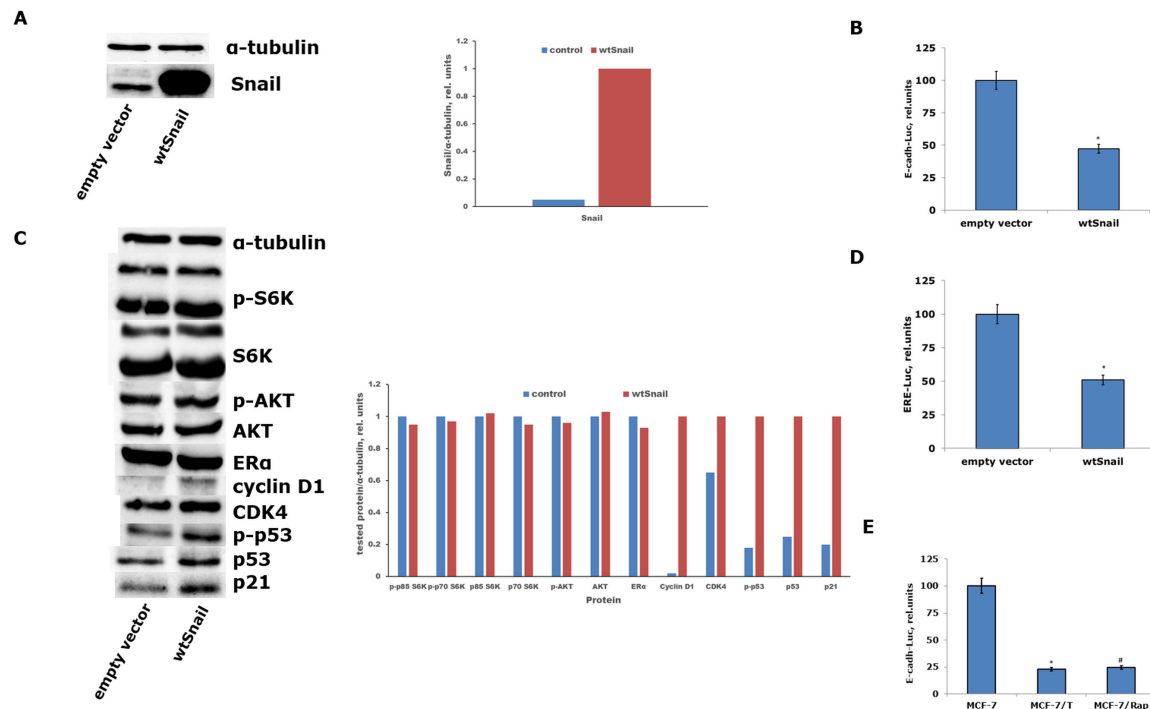 A
α-tubulin
Snail
empty vector
wtSnail
control wtSnail
Snail/α-tubulin, rel. units
1.2
1
0.8
0.6
0.4
0.2
0
Snail
B
E-cadh-Luc, rel.units
125
100
75
50
25
0
*
empty vector wtSnail
C
α-tubulin
p-S6K
S6K
p-AKT
AKT
ERα
cyclin D1
CDK4
p-p53
p53
p21
empty vector
wtSnail
control wtSnail
tested protein/α-tubulin, rel. units
1.2
1
0.8
0.6
0.4
0.2
0
p-p85 S6K p-p70 S6K p85 S6K p70 S6K p-AKT AKT ERα Cyclin D1 CDK4 p-p53 p53 p21
Protein
D
ERE-Luc, rel.units
125
100
75
50
25
0
*
empty vector wtSnail
E
E-cadh-Luc, rel.units
125
100
75
50
25
0
* #
MCF-7 MCF-7/T MCF-7/Rap